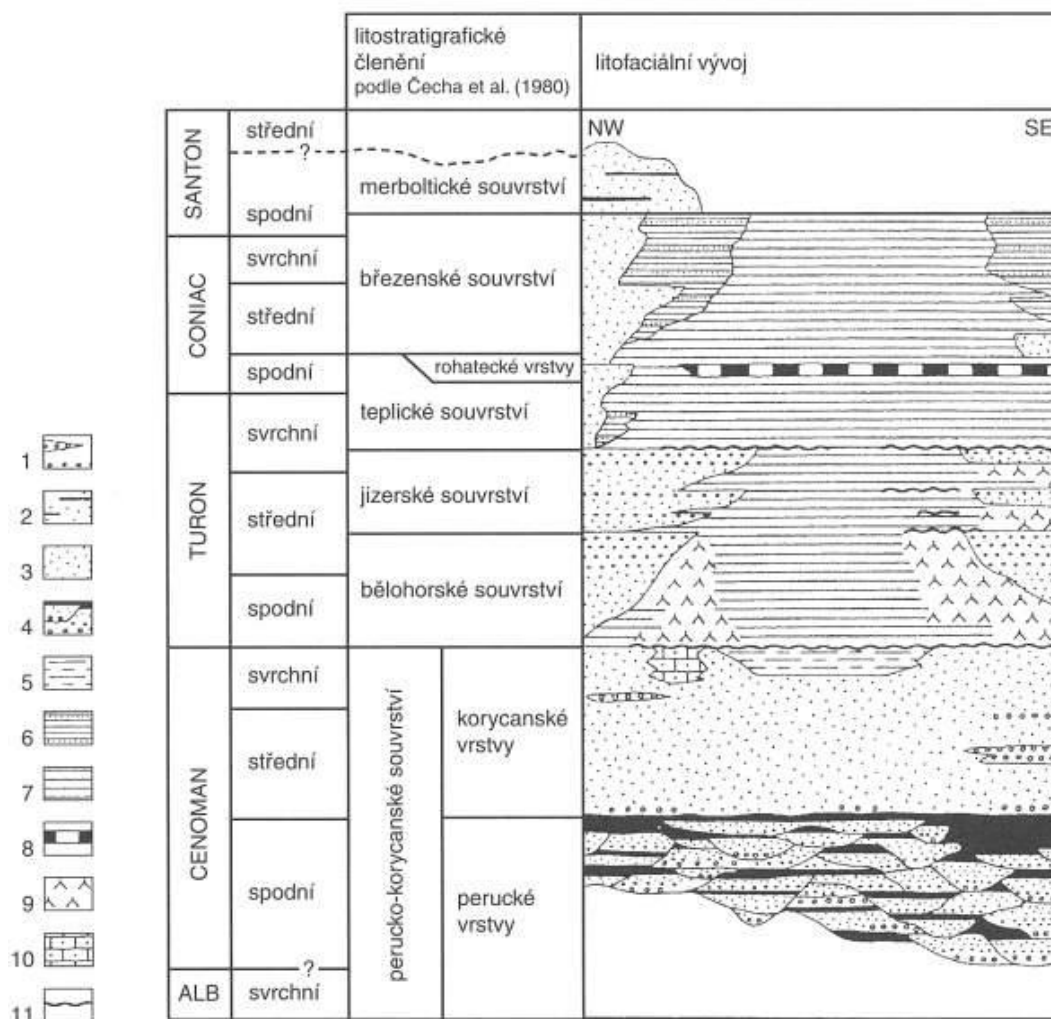 litostratigrafické
členění
podle Čecha et al. (1980)
litofaciální vývoj
NW
SE
SANTON
střední
?
spodní
merboltické souvrství
CONIAC
svrchní
střední
spodní
březenské souvrství
rohatecké vrstvy
teplické souvrství
TURON
svrchní
střední
spodní
jizerské souvrství
bělohorské souvrství
CENOMAN
svrchní
střední
spodní
perucko-korycanské souvrství
korycanské
vrstvy
perucké
vrstvy
?
ALB
svrchní
1
2
3
4
5
6
7
8
9
10
11